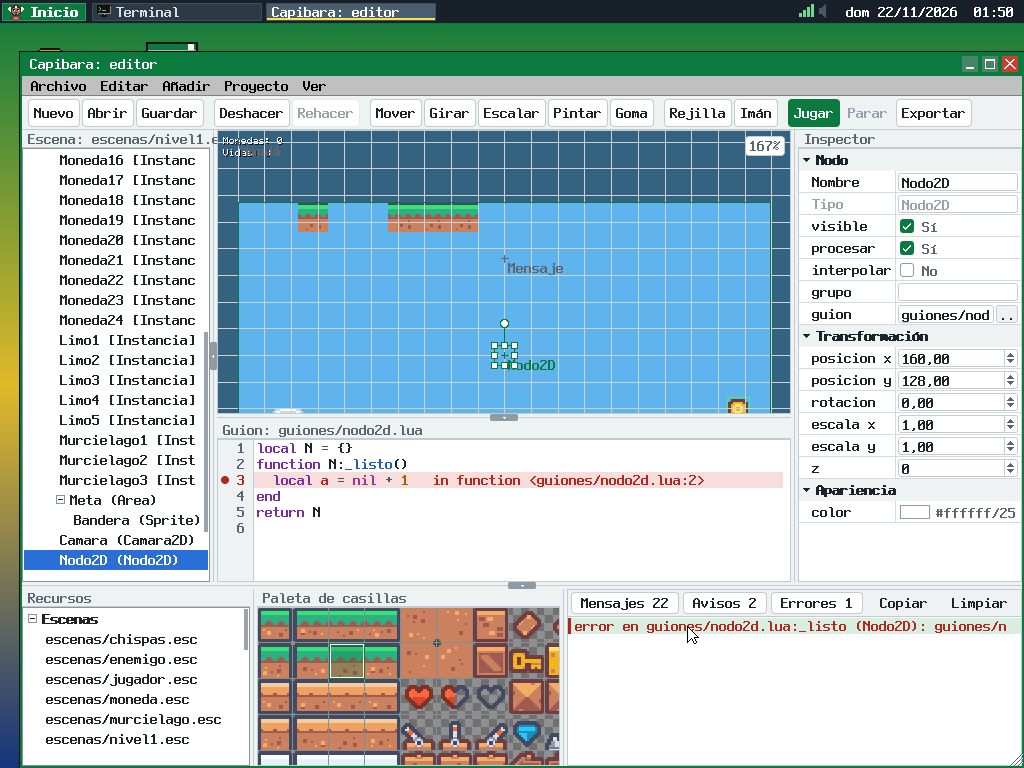 Inicio
Terminal
Capibara: editor
dom 22/11/2026 01:50
Capibara: editor
Archivo Editar Añadir Proyecto Ver
Nuevo Abrir Guardar Deshacer Rehacer Mover Girar Escalar Pintar Goma Rejilla Imán Jugar Parar Exportar
Escena: escenas/nivel1.e
Moneda16 [Instanc
Moneda17 [Instanc
Moneda18 [Instanc
Moneda19 [Instanc
Moneda20 [Instanc
Moneda21 [Instanc
Moneda22 [Instanc
Moneda23 [Instanc
Moneda24 [Instanc
Limo1 [Instancia]
Limo2 [Instancia]
Limo3 [Instancia]
Limo4 [Instancia]
Limo5 [Instancia]
Murcielago1 [Inst
Murcielago2 [Inst
Murcielago3 [Inst
Meta (Area)
Bandera (Sprite)
Camara (Camara2D)
Nodo2D (Nodo2D)
Monedas: 0
167%
Mensaje
Nodo2D
Guion: guiones/nodo2d.lua
1 local N = {}
2 function N:_listo()
3 local a = nil + 1 in function <guiones/nodo2d.lua:2>
4 end
5 return N
6
Inspector
Nodo
Nombre Nodo2D
Tipo Nodo2D
visible Sí
procesar Sí
interpolar No
grupo
guion guiones/nod ..
Transformación
posicion x 160,00
posicion y 128,00
rotacion 0,00
escala x 1,00
escala y 1,00
z 0
Apariencia
color #ffffff/25
Recursos
Escenas
escenas/chispas.esc
escenas/enemigo.esc
escenas/jugador.esc
escenas/moneda.esc
escenas/murcielago.esc
escenas/nivel1.esc
Paleta de casillas
Mensajes 22 Avisos 2 Errores 1 Copiar Limpiar
error en guiones/nodo2d.lua:_listo (Nodo2D): guiones/n